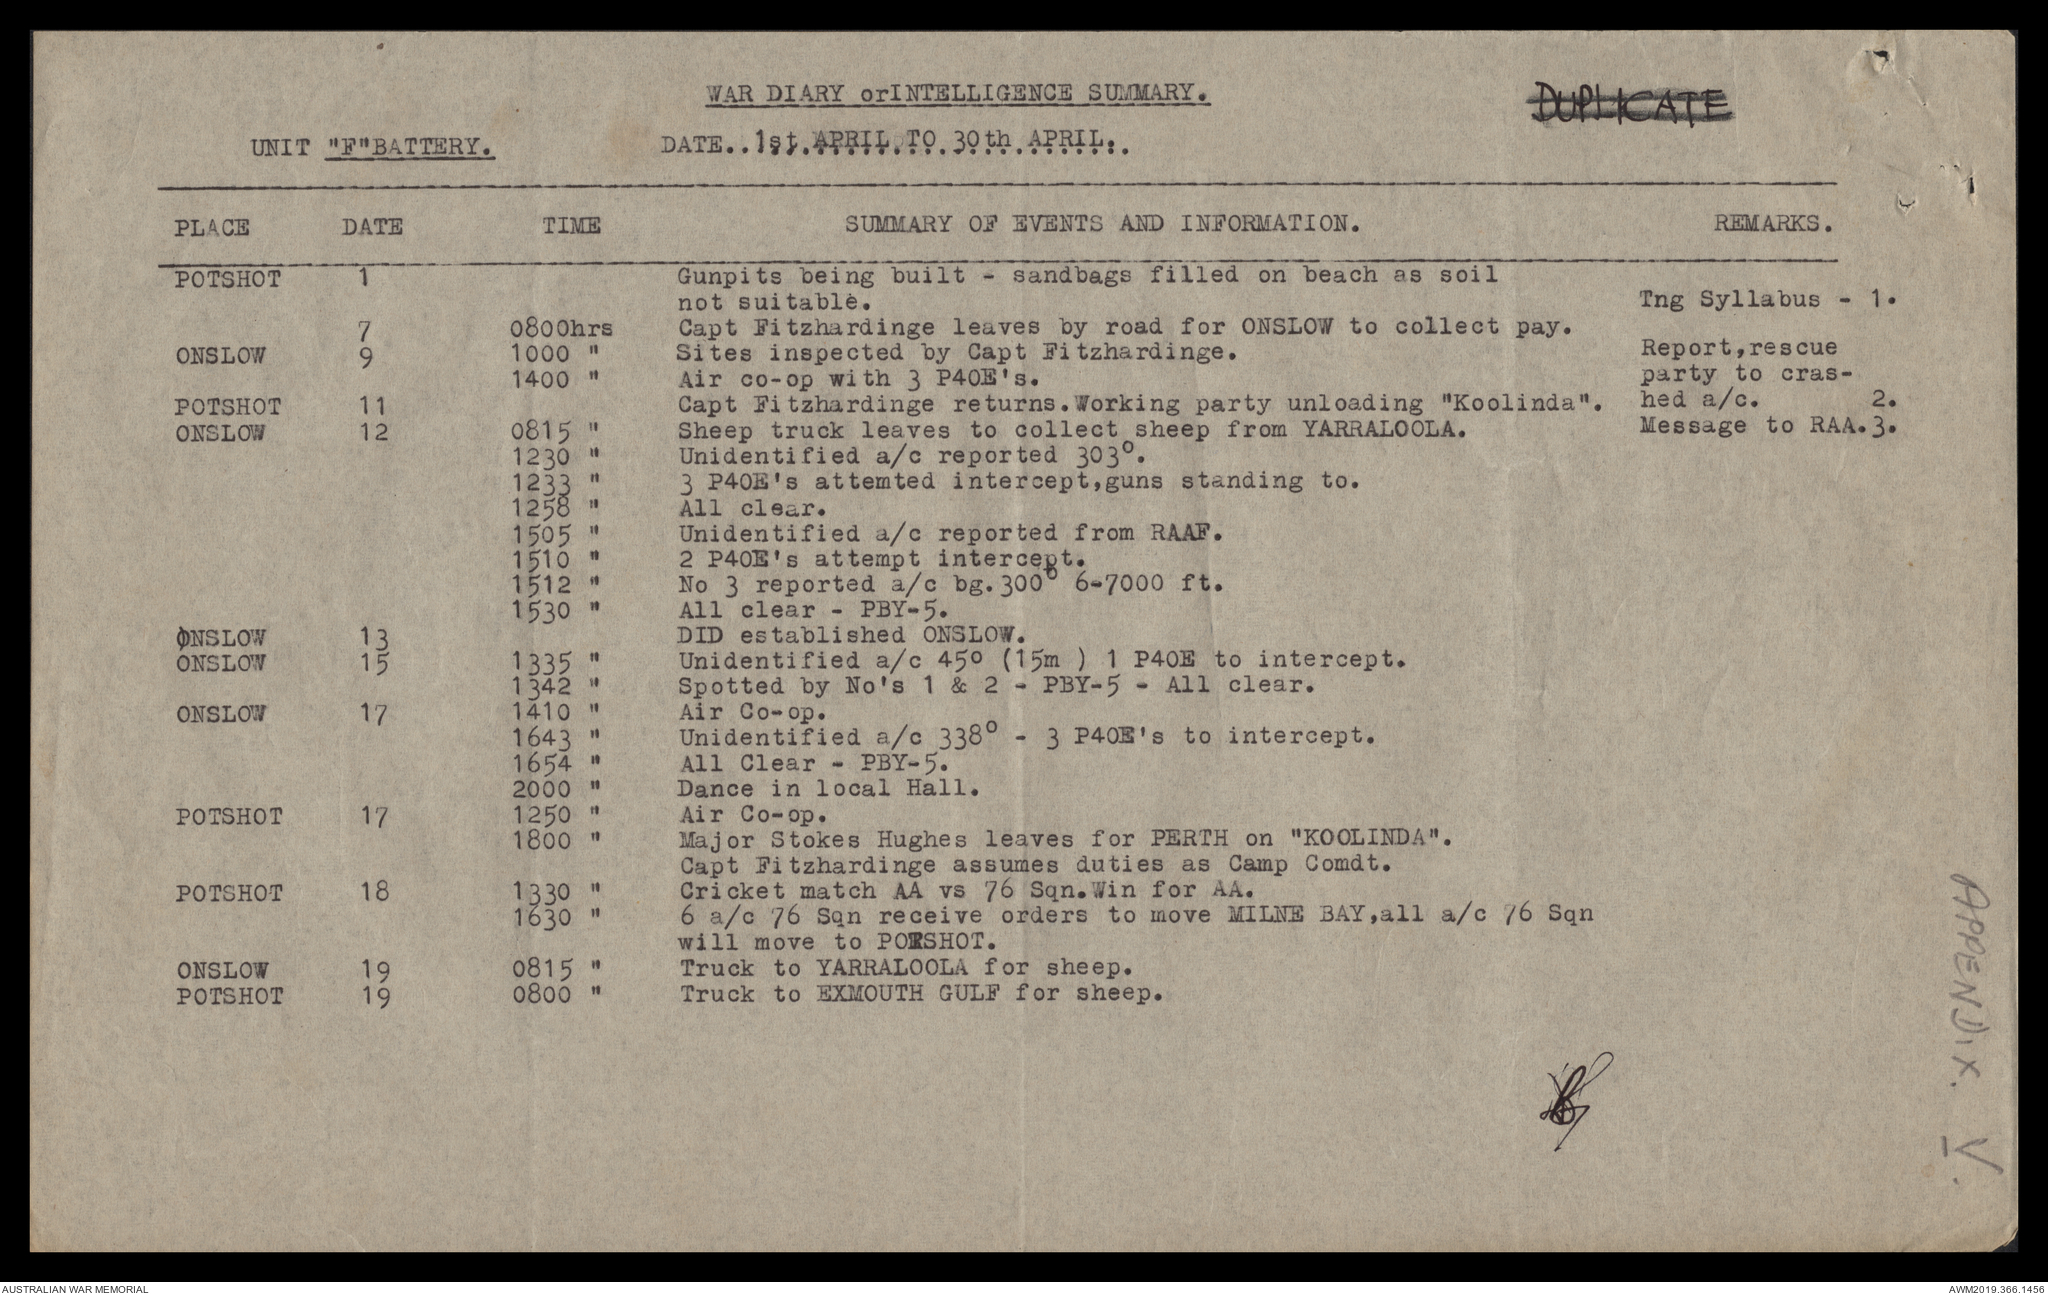 WAR DIARY orINTELLIGENCE SUMMARY.
DUPLICATE
UNIT "F"BATTERY. DATE..1st.APRIL.TO.30th.APRIL..
PLACE DATE TIME SUMMARY OF EVENTS AND INFORMATION. REMARKS.
POTSHOT 1 Gunpits being built - sandbags filled on beach as soil
not suitable. Tng Syllabus - 1.
7 0800hrs Capt Fitzhardinge leaves by road for ONSLOW to collect pay.
ONSLOW 9 1000 " Sites inspected by Capt Fitzhardinge. Report,rescue
1400 " Air co-op with 3 P40E's. party to cras-
POTSHOT 11 Capt Fitzhardinge returns.Working party unloading "Koolinda". hed a/c. 2.
ONSLOW 12 0815 " Sheep truck leaves to collect sheep from YARRALOOLA. Message to RAA.3.
1230 " Unidentified a/c reported 303°.
1233 " 3 P40E's attemted intercept,guns standing to.
1258 " All clear.
1505 " Unidentified a/c reported from RAAF.
1510 " 2 P40E's attempt intercept.
1512 " No 3 reported a/c bg.300° 6-7000 ft.
1530 " All clear - PBY-5.
ONSLOW 13 DID established ONSLOW.
ONSLOW 15 1335 " Unidentified a/c 45° (15m ) 1 P40E to intercept.
1342 " Spotted by No's 1 & 2 - PBY-5 - All clear.
ONSLOW 17 1410 " Air Co-op.
1643 " Unidentified a/c 338° - 3 P40E's to intercept.
1654 " All Clear - PBY-5.
2000 " Dance in local Hall.
POTSHOT 17 1250 " Air Co-op.
1800 " Major Stokes Hughes leaves for PERTH on "KOOLINDA".
Capt Fitzhardinge assumes duties as Camp Comdt.
POTSHOT 18 1330 " Cricket match AA vs 76 Sqn.Win for AA.
1630 " 6 a/c 76 Sqn receive orders to move MILNE BAY,all a/c 76 Sqn
will move to POTSHOT.
ONSLOW 19 0815 " Truck to YARRALOOLA for sheep.
POTSHOT 19 0800 " Truck to EXMOUTH GULF for sheep.
APPENDIX. V.
AUSTRALIAN WAR MEMORIAL AWM2019.366.1456